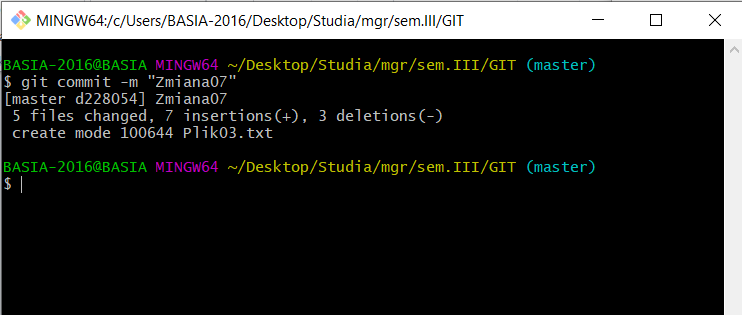 MINGW64:/c/Users/BASIA-2016/Desktop/Studia/mgr/sem.III/GIT
BASIA-2016@BASIA MINGW64 ~/Desktop/Studia/mgr/sem.III/GIT (master)
$ git commit -m "Zmiana07"
[master d228054] Zmiana07
 5 files changed, 7 insertions(+), 3 deletions(-)
 create mode 100644 Plik03.txt
BASIA-2016@BASIA MINGW64 ~/Desktop/Studia/mgr/sem.III/GIT (master)
$